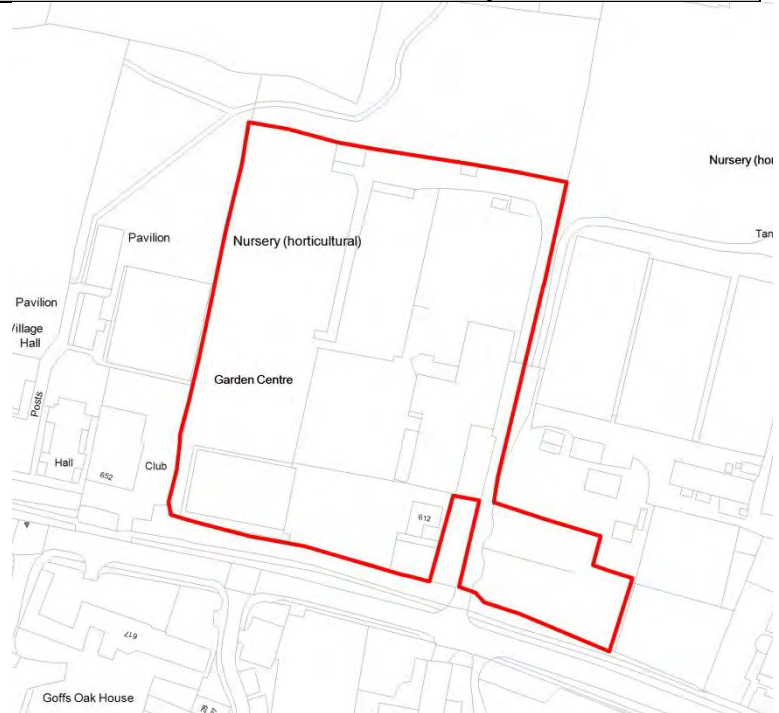 Nursery (hor
Tan
Pavilion
Nursery (horticultural)
Pavilion
Village
Hall
Garden Centre
Posts
Hall
652
Club
612
617
Goffs Oak House